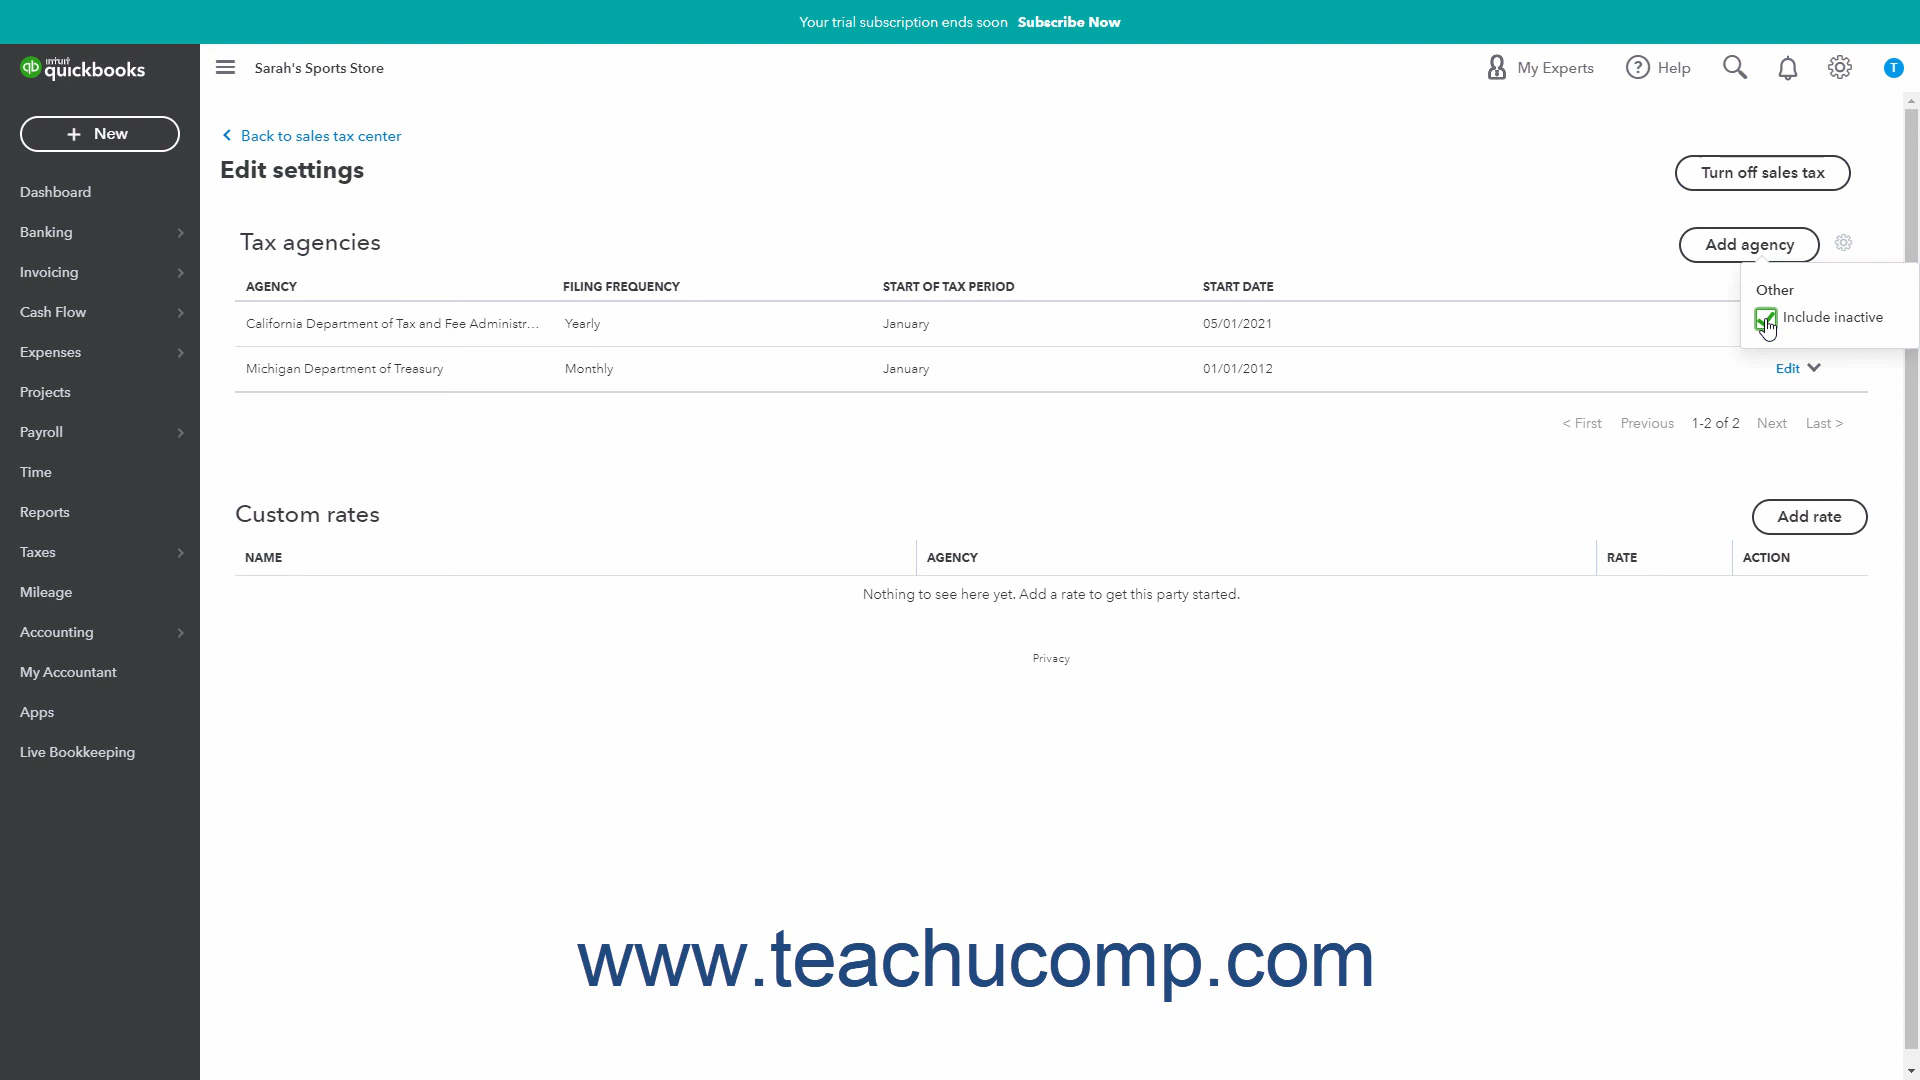 Your trial subscription ends soon Subscribe Now
intuit
quickbooks
Sarah's Sports Store
My Experts
Help
T
New
Dashboard
Banking
Invoicing
Cash Flow
Expenses
Projects
Payroll
Time
Reports
Taxes
Mileage
Accounting
My Accountant
Apps
Live Bookkeeping
Back to sales tax center
Edit settings
Turn off sales tax
Tax agencies
Add agency
AGENCY FILING FREQUENCY START OF TAX PERIOD START DATE
Other
Include inactive
California Department of Tax and Fee Administr... Yearly January 05/01/2021
Michigan Department of Treasury Monthly January 01/01/2012 Edit
< First Previous 1-2 of 2 Next Last >
Custom rates
Add rate
NAME AGENCY RATE ACTION
Nothing to see here yet. Add a rate to get this party started.
Privacy
www.teachucomp.com